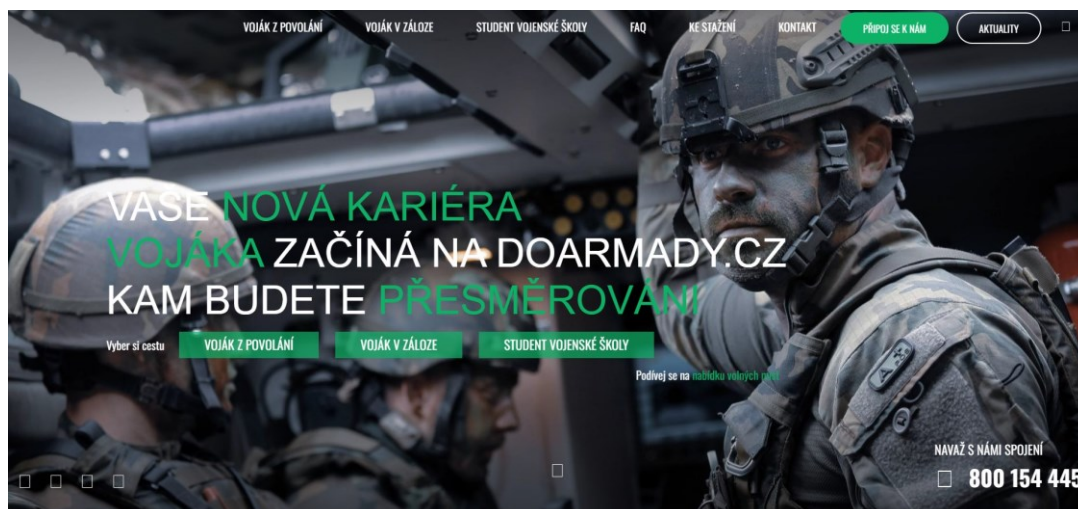 VOJÁK Z POVOLÁNÍ VOJÁK V ZÁLOZE STUDENT VOJENSKÉ ŠKOLY FAQ KE STAŽENÍ KONTAKT PŘIPOJ SE K NÁM AKTUALITY
VAŠE NOVÁ KARIÉRA
VOJÁKA ZAČÍNÁ NA DOARMADY.CZ
KAM BUDETE PŘESMĚROVÁNI
Vyber si cestu VOJÁK Z POVOLÁNÍ VOJÁK V ZÁLOZE STUDENT VOJENSKÉ ŠKOLY
Podívej se na nabídku volných míst
NAVAŽ S NÁMI SPOJENÍ
800 154 445